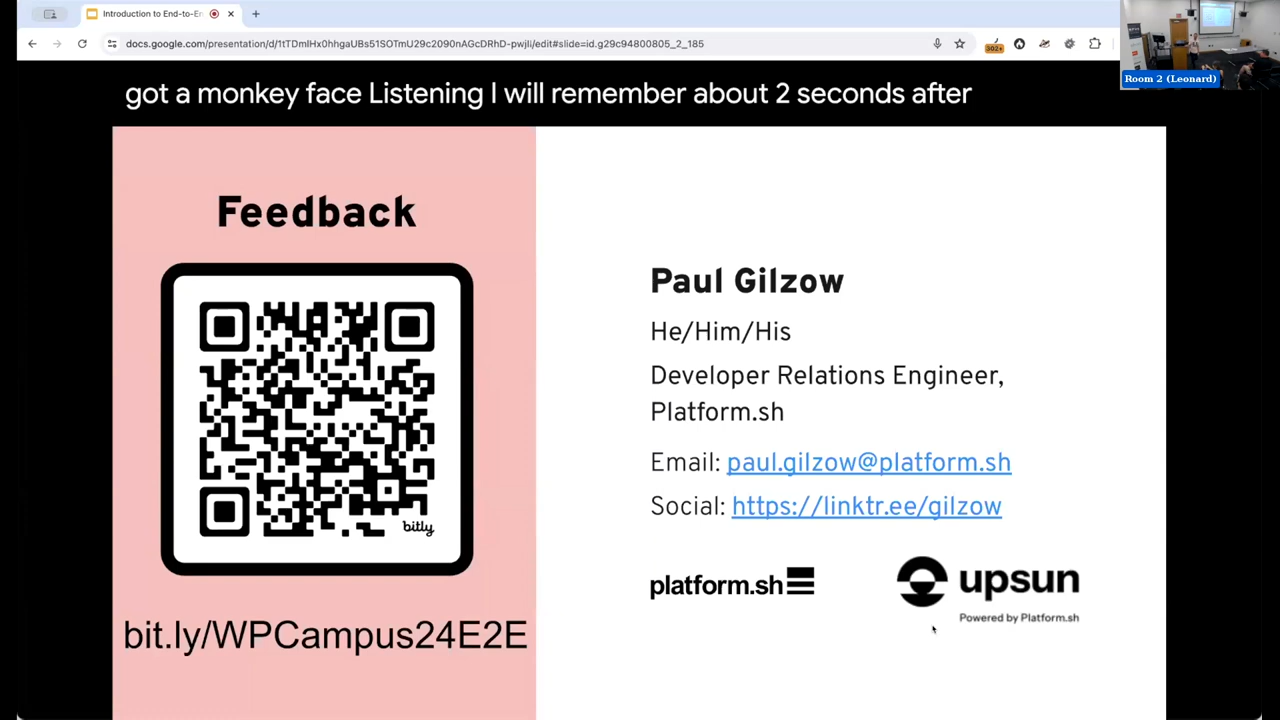 Introduction to End-to-En
docs.google.com/presentation/d/1tTDmIHx0hhgaUBs51SOTmU29c2090nAGcDRhD-pwjli/edit#slide=id.g29c94800805_2_185
302+
Room 2 (Leonard)
got a monkey face Listening I will remember about 2 seconds after
Feedback
bitly
bit.ly/WPCampus24E2E
Paul Gilzow
He/Him/His
Developer Relations Engineer,
Platform.sh
Email: paul.gilzow@platform.sh
Social: https://linktr.ee/gilzow
platform.sh
upsun
Powered by Platform.sh